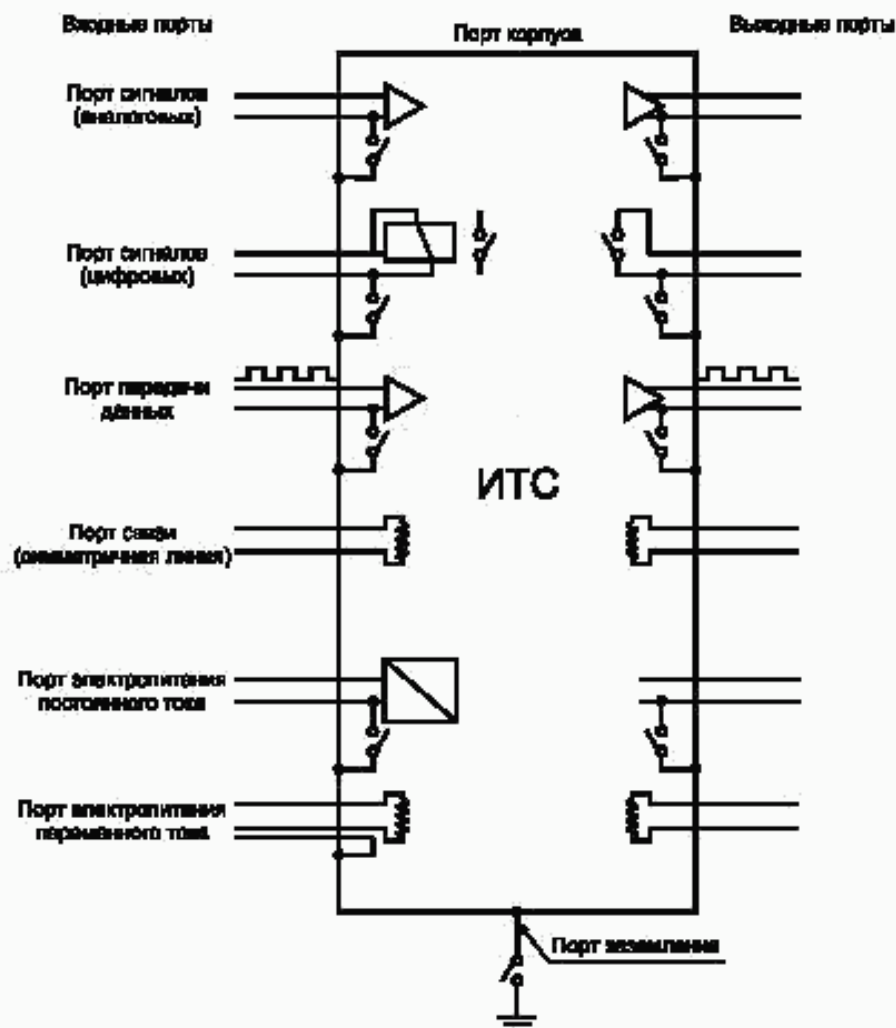 Входные порты
Порт корпуса
Выходные порты
Порт сигналов
(аналоговых)
Порт сигналов
(цифровых)
Порт передачи
данных
ИТС
Порт связи
(симметричная линия)
Порт электропитания
постоянного тока
Порт электропитания
переменного тока
Порт заземления